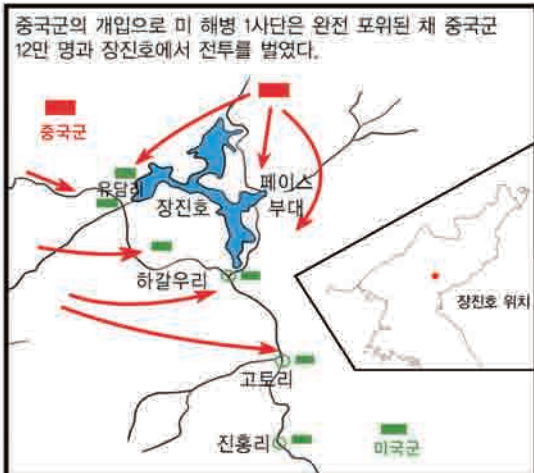 중국군의 개입으로 미 해병 1사단은 완전 포위된 채 중국군
12만 명과 장진호에서 전투를 벌였다.
중국군
유담리
장진호
페이스
부대
하갈우리
장진호 위치
고토리
진흥리
미국군